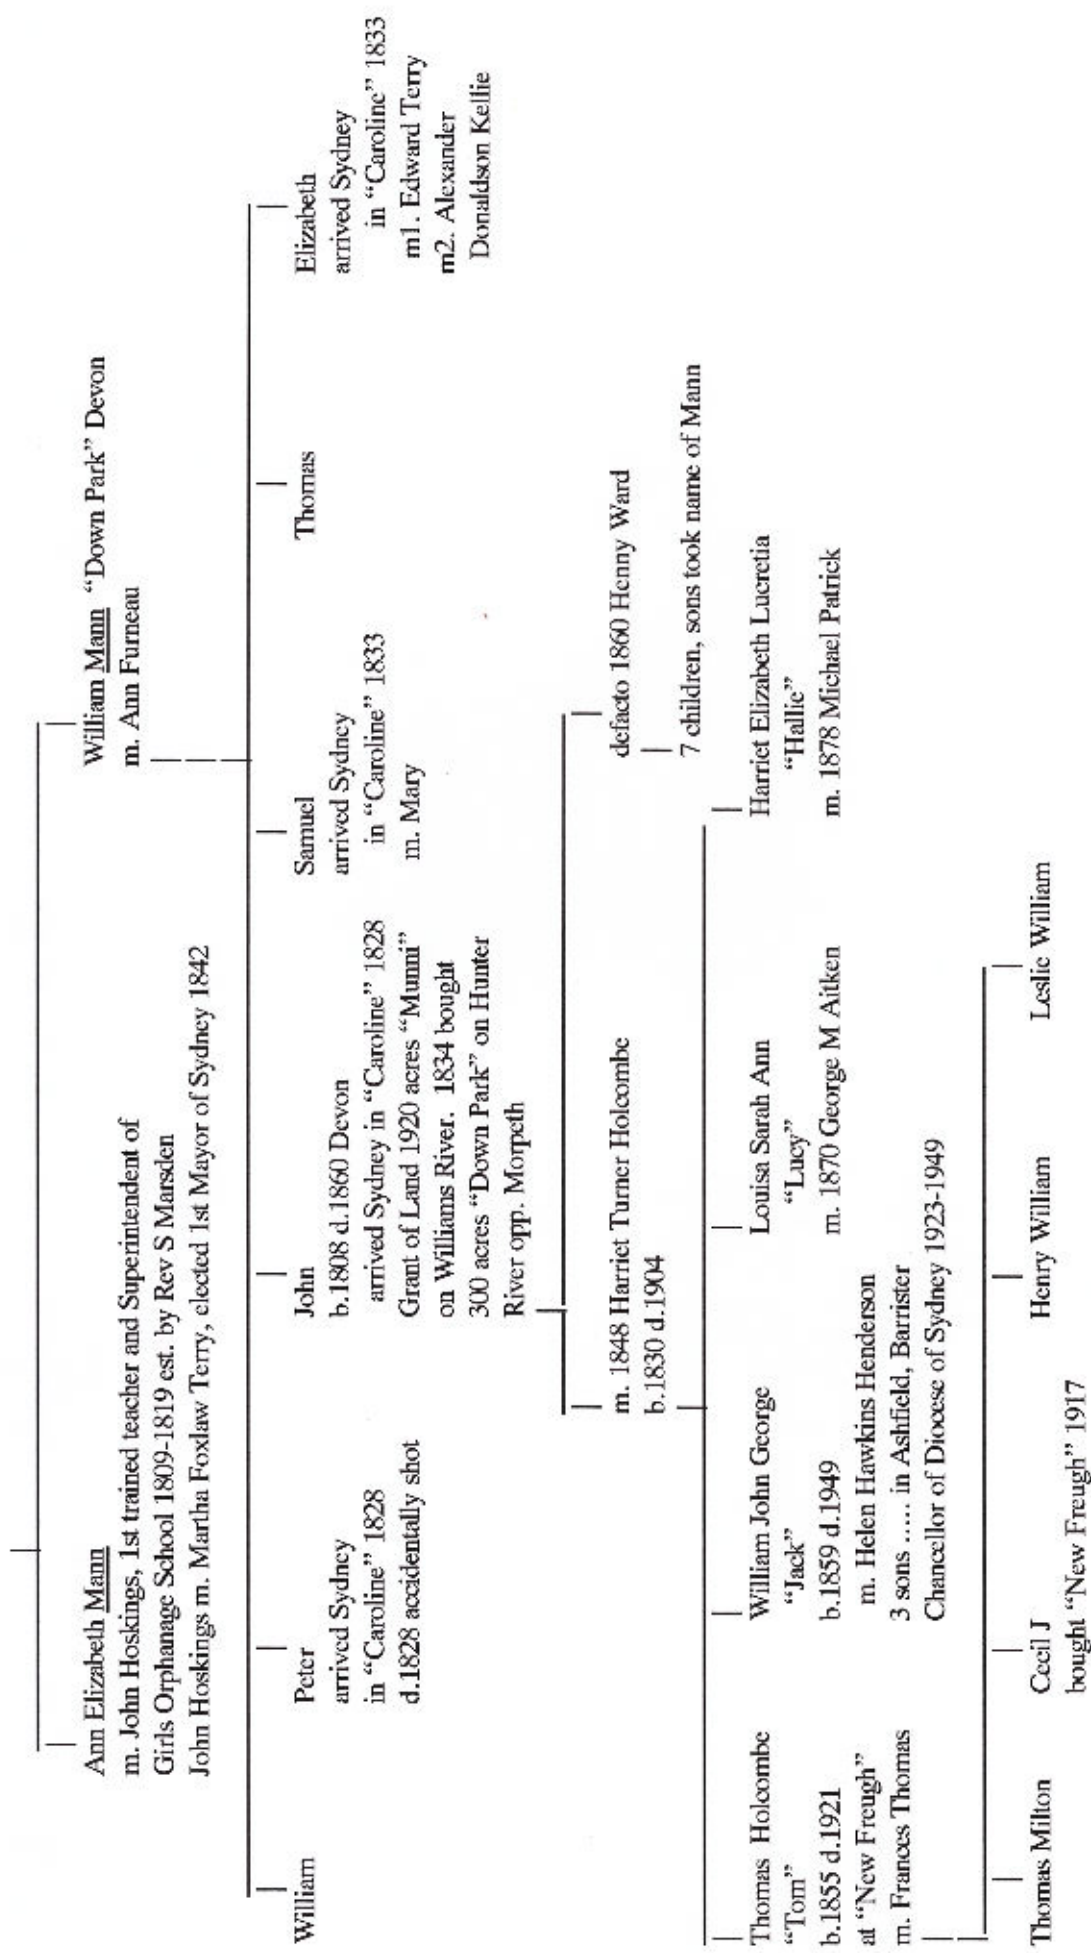 Ann Elizabeth Mann
m. John Hoskings, 1st trained teacher and Superintendent of
Girls Orphanage School 1809-1819 est. by Rev S Marsden
John Hoskings m. Martha Foxlaw Terry, elected 1st Mayor of Sydney 1842
William Mann "Down Park" Devon
m. Ann Furneau
William
Peter
arrived Sydney
in "Caroline" 1828
d.1828 accidentally shot
John
b.1808 d.1860 Devon
arrived Sydney in "Caroline" 1828
Grant of Land 1920 acres "Munni"
on Williams River. 1834 bought
300 acres "Down Park" on Hunter
River opp. Morpeth
Samuel
arrived Sydney
in "Caroline" 1833
m. Mary
Thomas
Elizabeth
arrived Sydney
in "Caroline" 1833
m1. Edward Terry
m2. Alexander
Donaldson Kellie
m. 1848 Harriet Turner Holcombe
b.1830 d.1904
defacto 1860 Henny Ward
7 children, sons took name of Mann
Thomas Holcombe
"Tom"
b.1855 d.1921
at "New Freugh"
m. Frances Thomas
William John George
"Jack"
b.1859 d.1949
m. Helen Hawkins Henderson
3 sons ..... in Ashfield, Barrister
Chancellor of Diocese of Sydney 1923-1949
Louisa Sarah Ann
"Lucy"
m. 1870 George M Aitken
Harriet Elizabeth Lucretia
"Hallie"
m. 1878 Michael Patrick
Thomas Milton
Cecil J
bought "New Freugh" 1917
Henry William
Leslie William